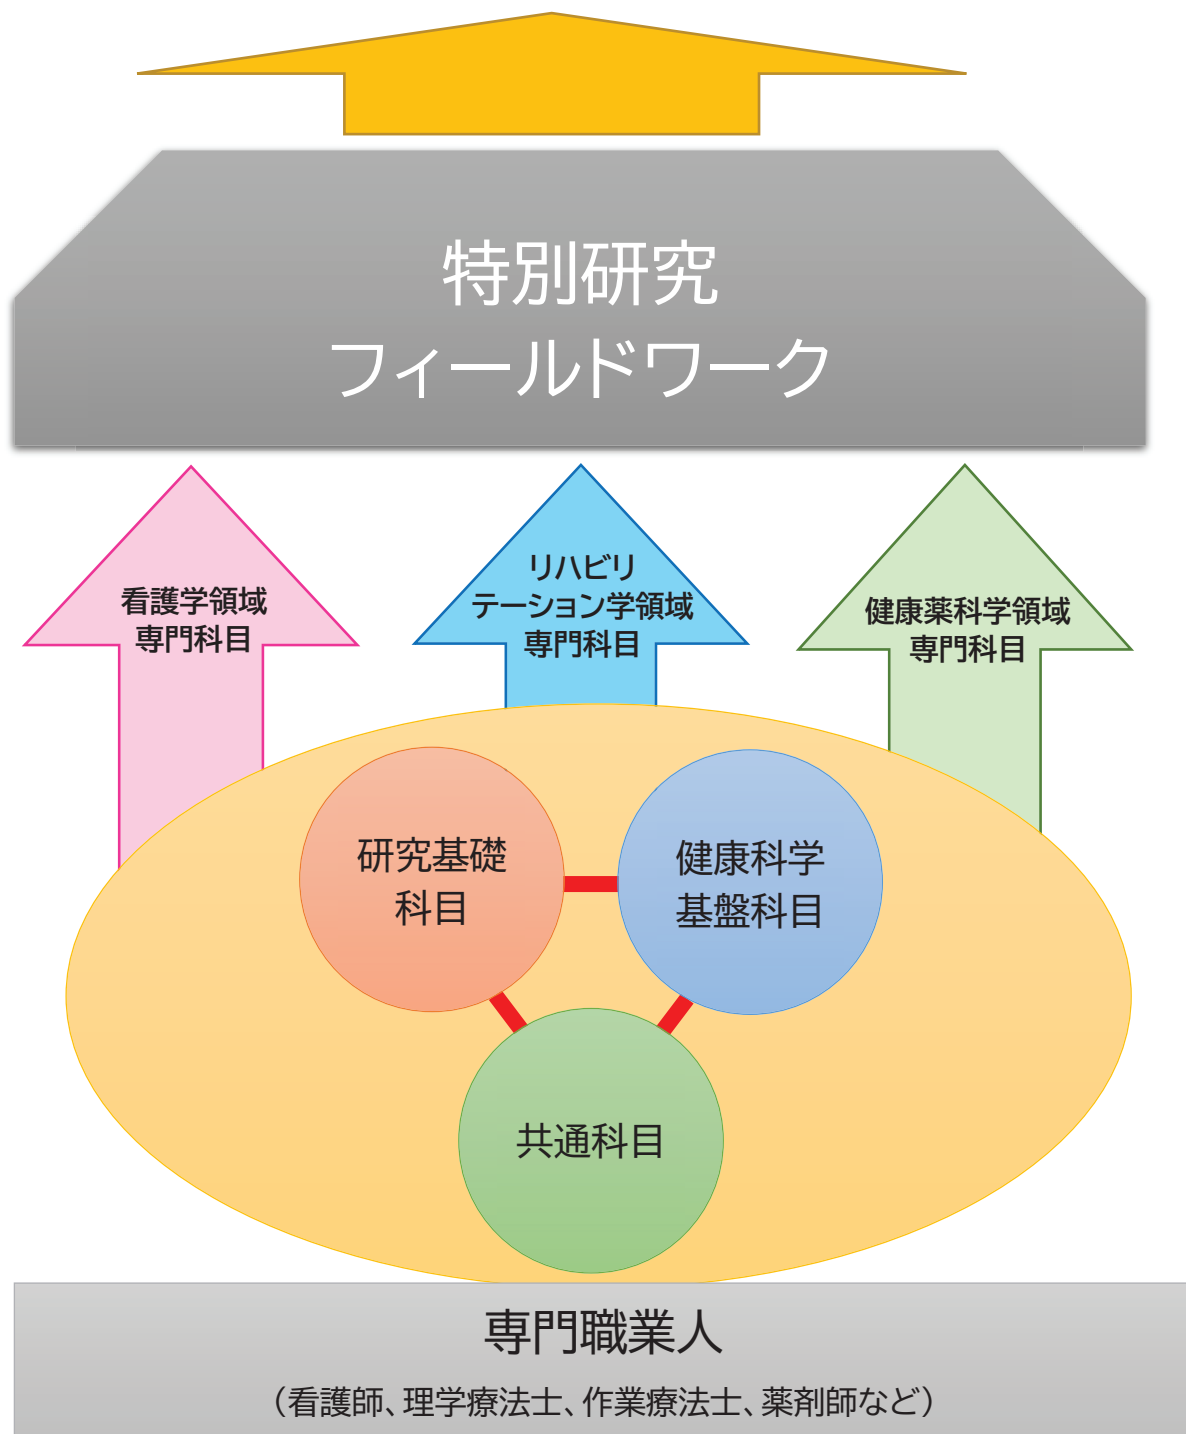 特別研究
フィールドワーク
看護学領域
専門科目
リハビリ
テーション学領域
専門科目
健康薬科学領域
専門科目
研究基礎
科目
健康科学
基盤科目
共通科目
専門職業人
（看護師、理学療法士、作業療法士、薬剤師など）